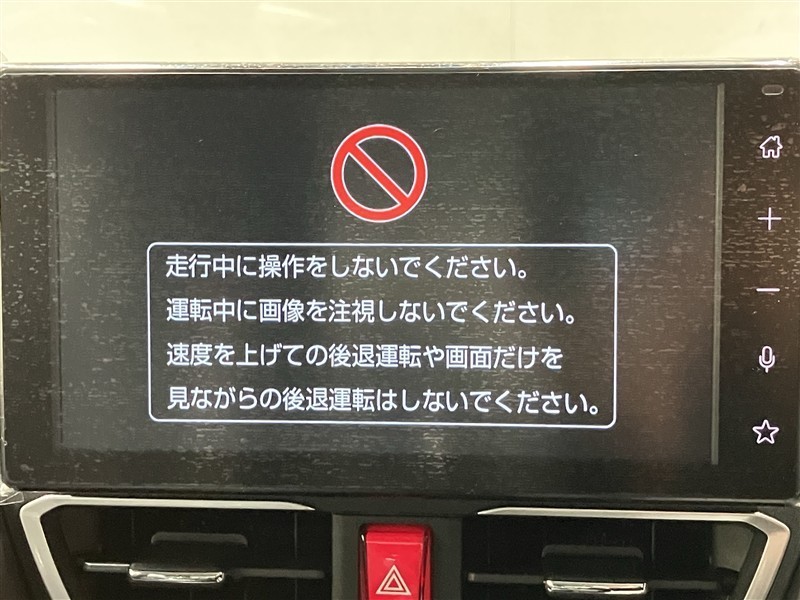 走行中に操作をしないでください。
運転中に画像を注視しないでください。
速度を上げての後退運転や画面だけを
見ながらの後退運転はしないでください。